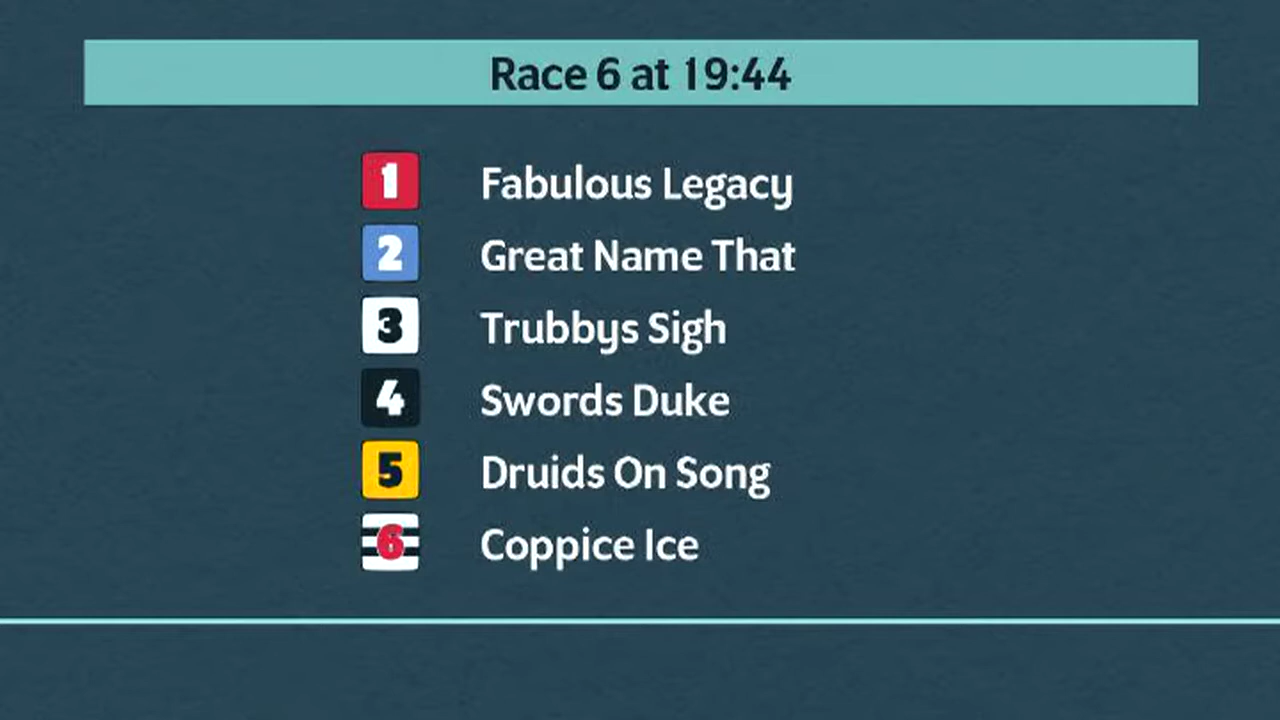 Race 6 at 19:44
1 Fabulous Legacy
2 Great Name That
3 Trubbys Sigh
4 Swords Duke
5 Druids On Song
6 Coppice Ice